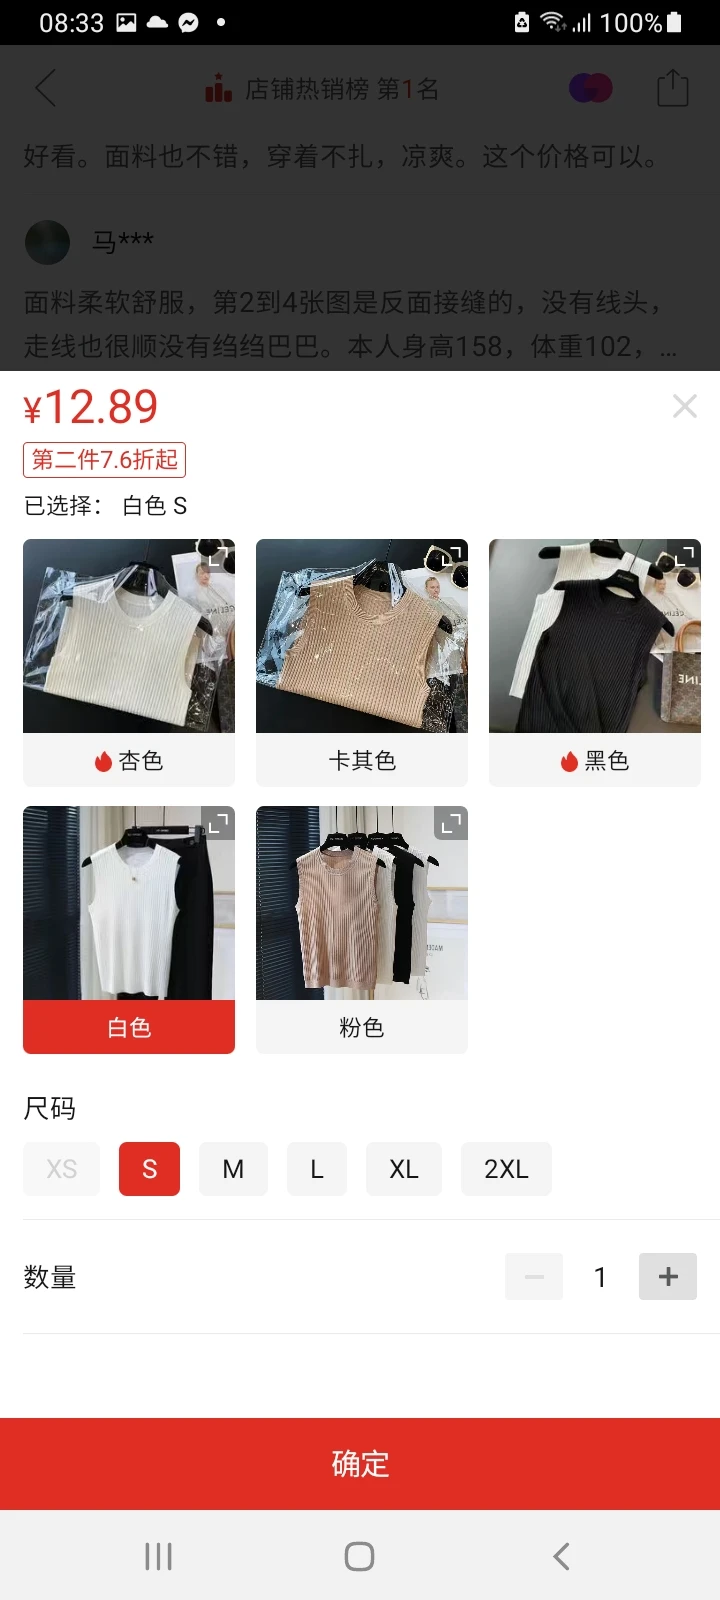 08:33
100%
店铺热销榜 第1名
好看。面料也不错，穿着不扎，凉爽。这个价格可以。
马***
面料柔软舒服，第2到4张图是反面接缝的，没有线头，
走线也很顺没有绉绉巴巴。本人身高158，体重102，…
¥12.89
第二件7.6折起
已选择： 白色 S
杏色
卡其色
黑色
白色
粉色
尺码
XS
S
M
L
XL
2XL
数量
1
确定